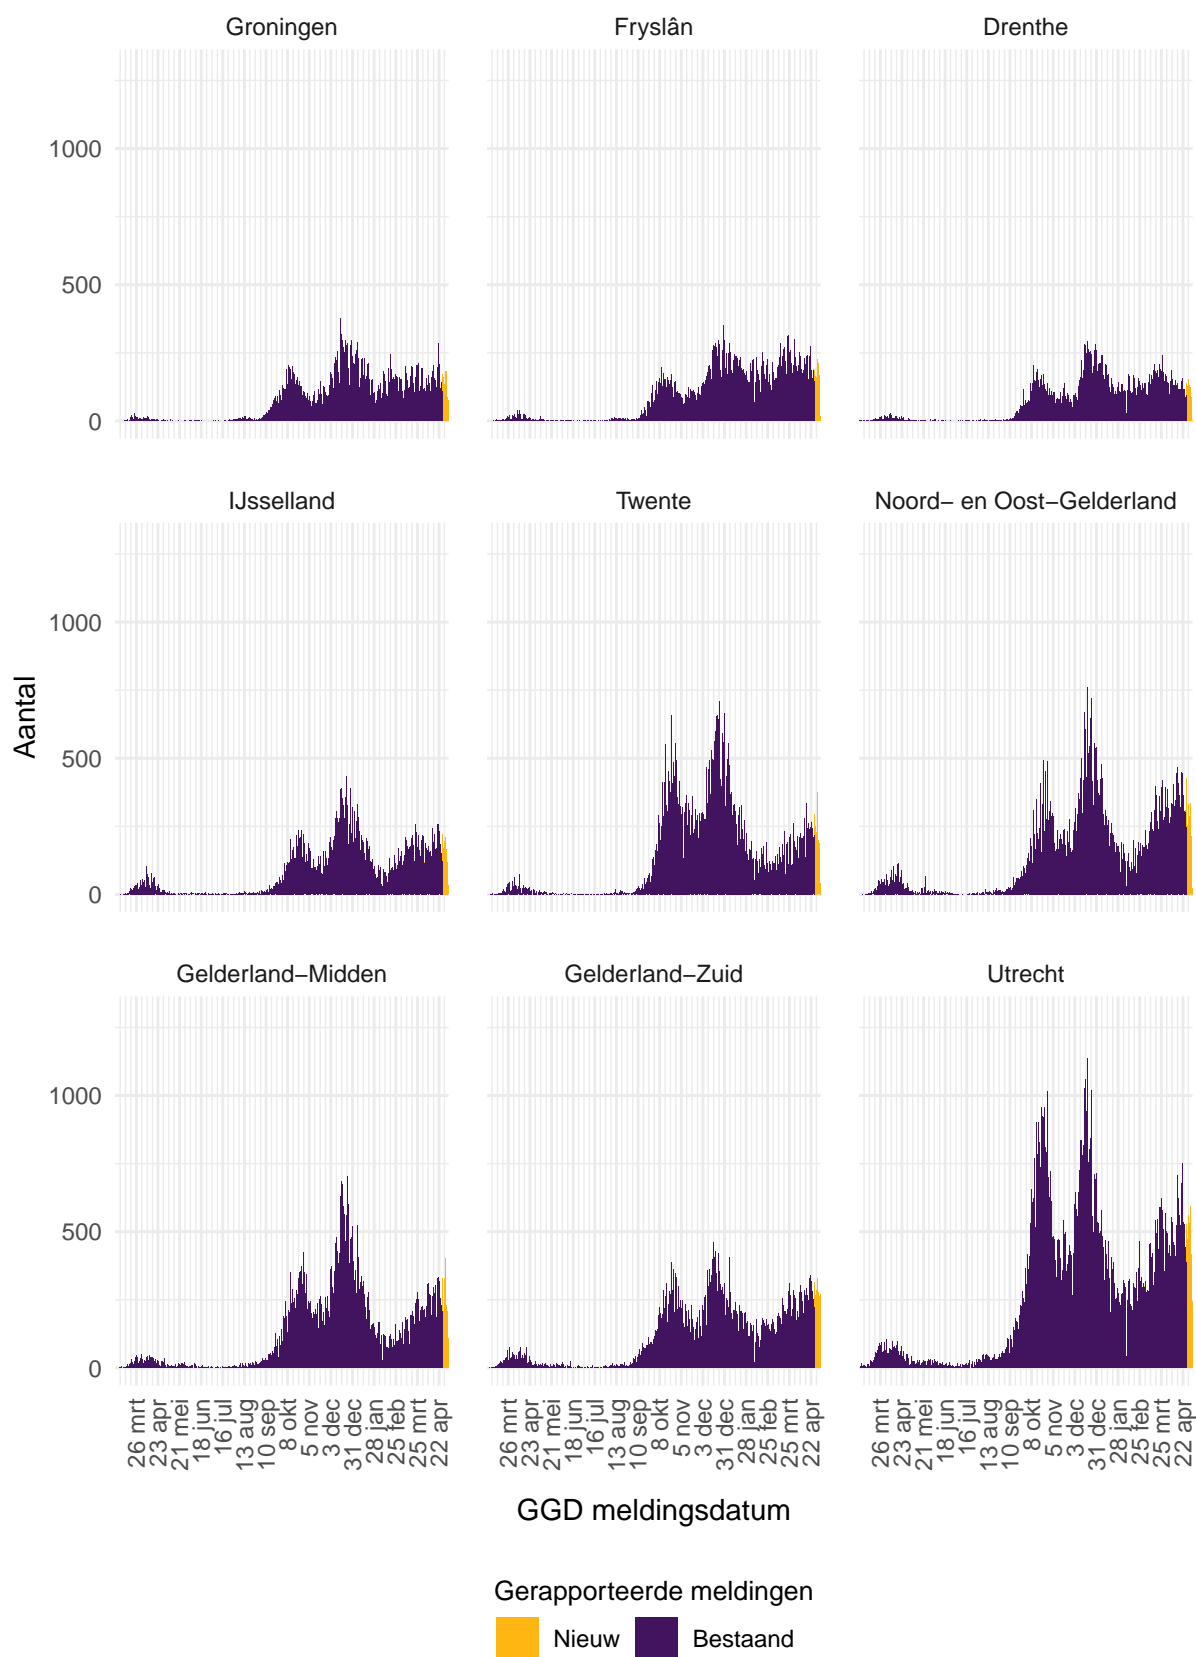 Groningen Fryslân Drenthe
1000
500
0
IJsselland Twente Noord− en Oost−Gelderland
1000
500
0
Gelderland−Midden Gelderland−Zuid Utrecht
1000
500
0
Aantal
26 mrt 23 apr 21 mei 18 jun 16 jul 13 aug 10 sep 8 okt 5 nov 3 dec 31 dec 28 jan 25 feb 25 mrt 22 apr
26 mrt 23 apr 21 mei 18 jun 16 jul 13 aug 10 sep 8 okt 5 nov 3 dec 31 dec 28 jan 25 feb 25 mrt 22 apr
26 mrt 23 apr 21 mei 18 jun 16 jul 13 aug 10 sep 8 okt 5 nov 3 dec 31 dec 28 jan 25 feb 25 mrt 22 apr
GGD meldingsdatum
Gerapporteerde meldingen
Nieuw Bestaand